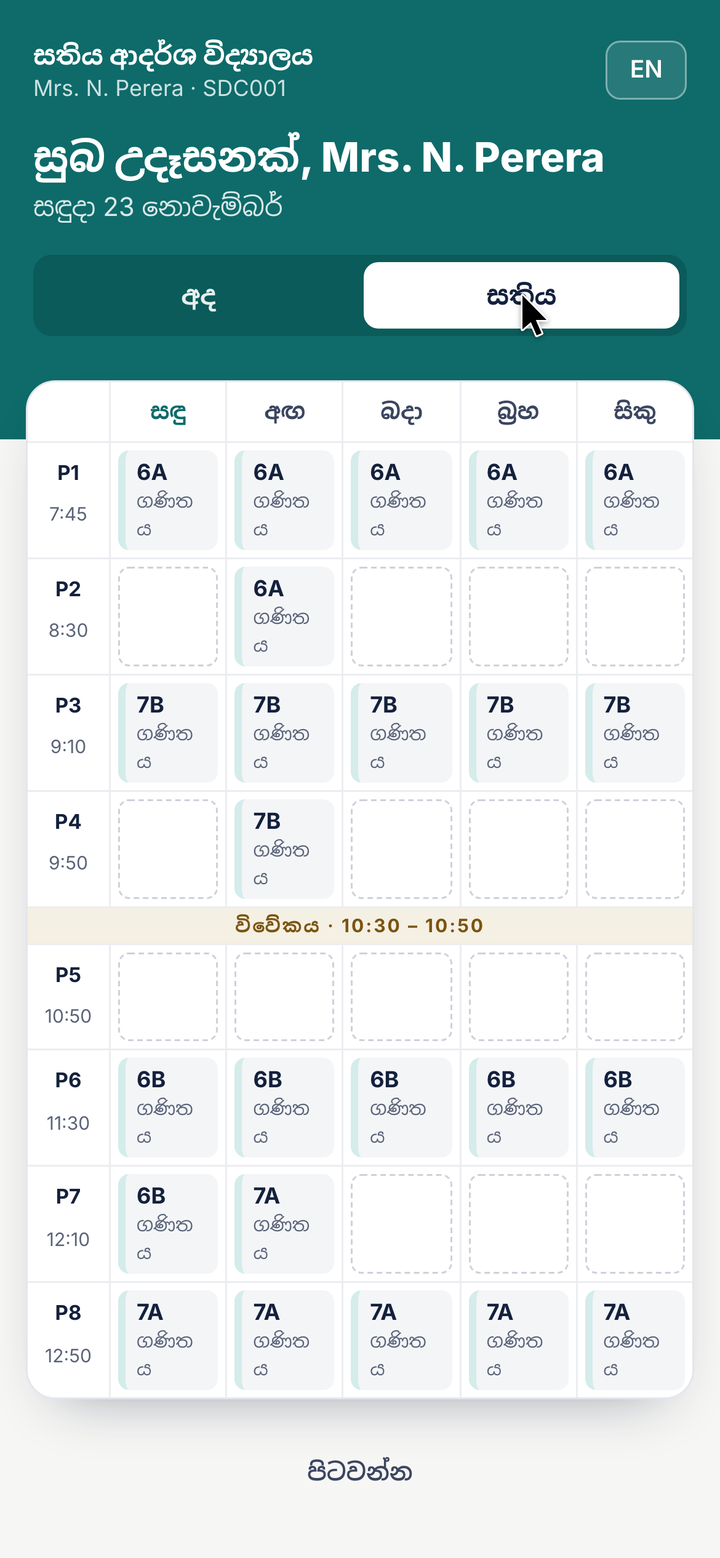 සතිය ආදර්ශ විද්‍යාලය
Mrs. N. Perera · SDC001
EN
සුබ උදෑසනක්, Mrs. N. Perera
සඳුදා 23 නොවැම්බර්
අද
සතිය
සඳු අඟ බදා බ්‍රහ සිකු
P1 6A 6A 6A 6A 6A
7:45 ගණිත ගණිත ගණිත ගණිත ගණිත
ය ය ය ය ය
P2 6A
8:30 ගණිත
ය
P3 7B 7B 7B 7B 7B
9:10 ගණිත ගණිත ගණිත ගණිත ගණිත
ය ය ය ය ය
P4 7B
9:50 ගණිත
ය
විවේකය · 10:30 – 10:50
P5
10:50
P6 6B 6B 6B 6B 6B
11:30 ගණිත ගණිත ගණිත ගණිත ගණිත
ය ය ය ය ය
P7 6B 7A
12:10 ගණිත ගණිත
ය ය
P8 7A 7A 7A 7A 7A
12:50 ගණිත ගණිත ගණිත ගණිත ගණිත
ය ය ය ය ය
පිටවන්න